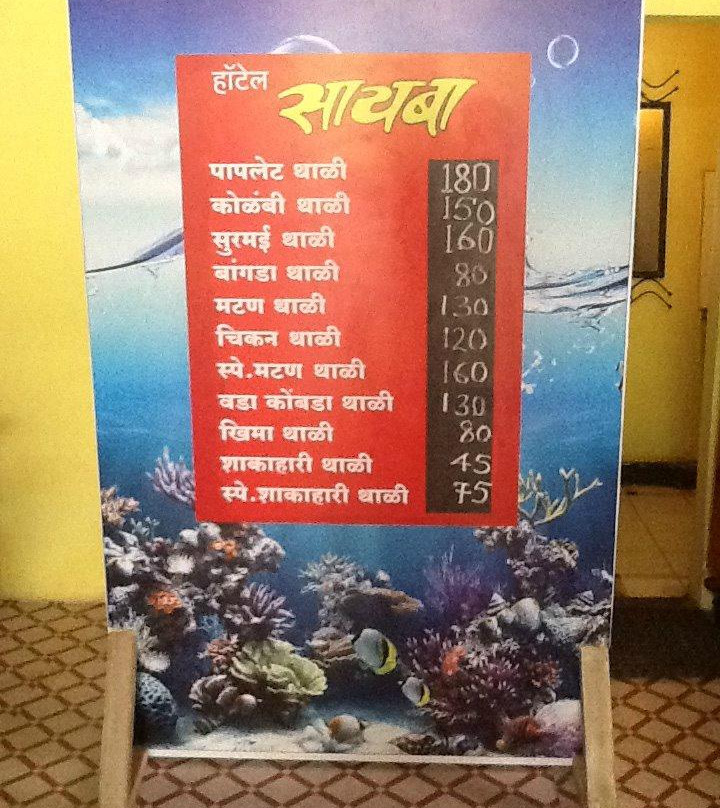 हॉटेल सायबा
पापलेट थाळी 180
कोळंबी थाळी 150
सुरमई थाळी 160
बांगडा थाळी 80
मटण थाळी 130
चिकन थाळी 120
स्पे.मटण थाळी 160
वडा कोंबडा थाळी 130
खिमा थाळी 80
शाकाहारी थाळी 45
स्पे.शाकाहारी थाळी 75